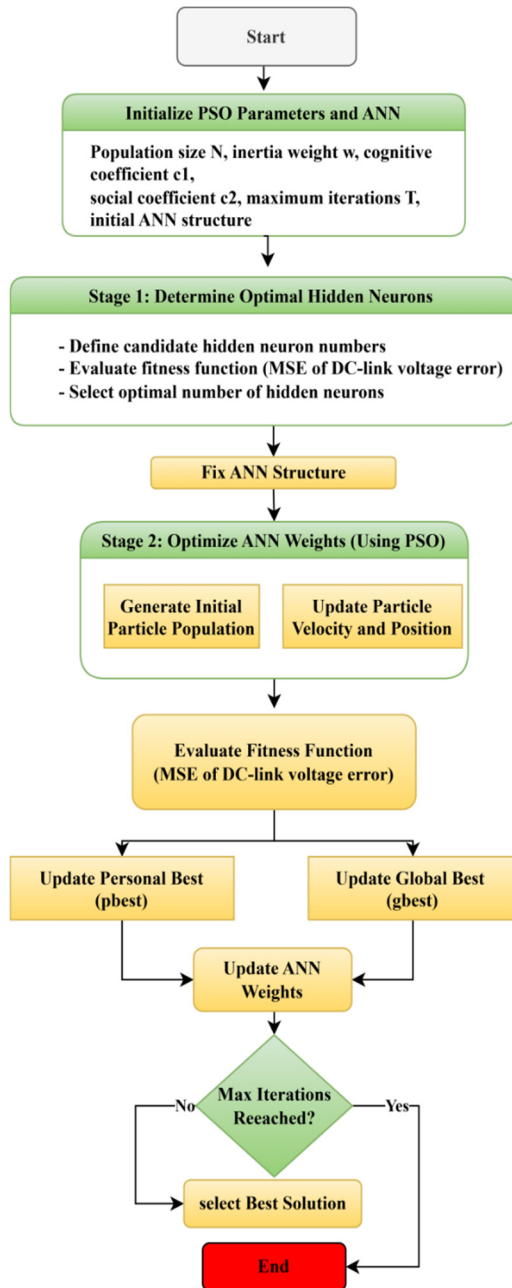 Start
Initialize PSO Parameters and ANN
Population size N, inertia weight w, cognitive
coefficient c1,
social coefficient c2, maximum iterations T,
initial ANN structure
Stage 1: Determine Optimal Hidden Neurons
- Define candidate hidden neuron numbers
- Evaluate fitness function (MSE of DC-link voltage error)
- Select optimal number of hidden neurons
Fix ANN Structure
Stage 2: Optimize ANN Weights (Using PSO)
Generate Initial
Particle Population
Update Particle
Velocity and Position
Evaluate Fitness Function
(MSE of DC-link voltage error)
Update Personal Best
(pbest)
Update Global Best
(gbest)
Update ANN
Weights
No
Max Iterations
Reeached?
Yes
select Best Solution
End